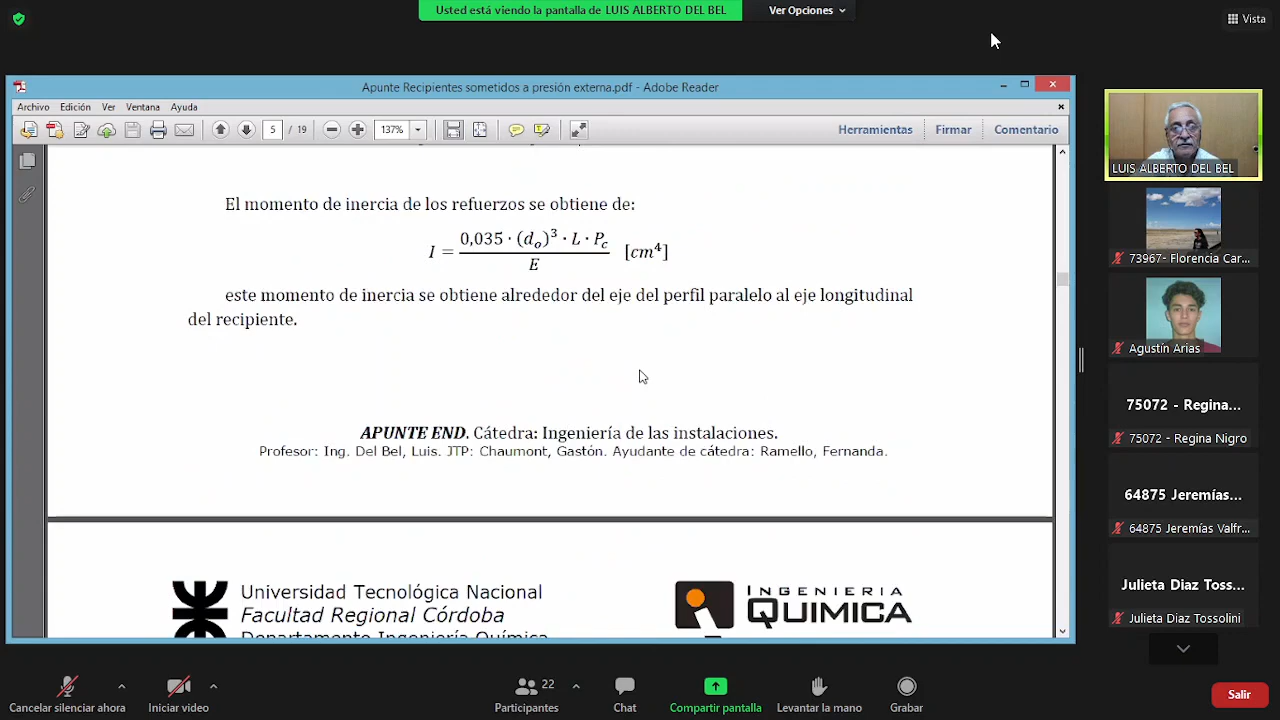 Usted está viendo la pantalla de LUIS ALBERTO DEL BEL
Ver Opciones
Vista
Apunte Recipientes sometidos a presión externa.pdf - Adobe Reader
Archivo Edición Ver Ventana Ayuda
5 / 19 137% Herramientas Firmar Comentario
El momento de inercia de los refuerzos se obtiene de:
I = 0,035 · (d_o)^3 · L · P_c / E [cm^4]
este momento de inercia se obtiene alrededor del eje del perfil paralelo al eje longitudinal
del recipiente.
APUNTE END. Cátedra: Ingeniería de las instalaciones.
Profesor: Ing. Del Bel, Luis. JTP: Chaumont, Gastón. Ayudante de cátedra: Ramello, Fernanda.
Universidad Tecnológica Nacional
Facultad Regional Córdoba
Departamento Ingeniería Química
INGENIERIA
QUIMICA
LUIS ALBERTO DEL BEL
73967- Florencia Car...
Agustín Arias
75072 - Regina...
75072 - Regina Nigro
64875 Jeremías...
64875 Jeremías Valfr...
Julieta Diaz Toss...
Julieta Diaz Tossolini
Cancelar silenciar ahora
Iniciar video
22
Participantes
Chat
Compartir pantalla
Levantar la mano
Grabar
Salir